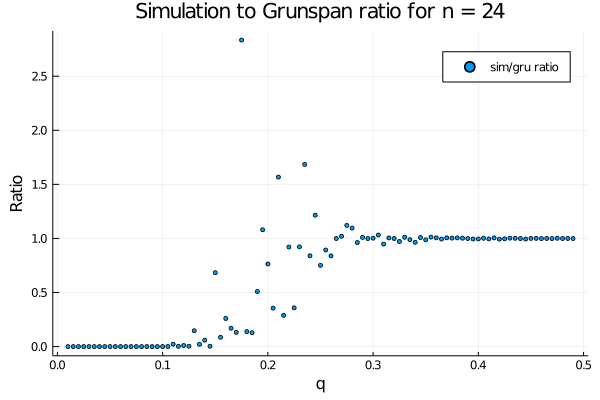 Simulation to Grunspan ratio for n = 24
sim/gru ratio
Ratio
2.5
2.0
1.5
1.0
0.5
0.0
0.0 0.1 0.2 0.3 0.4 0.5
q